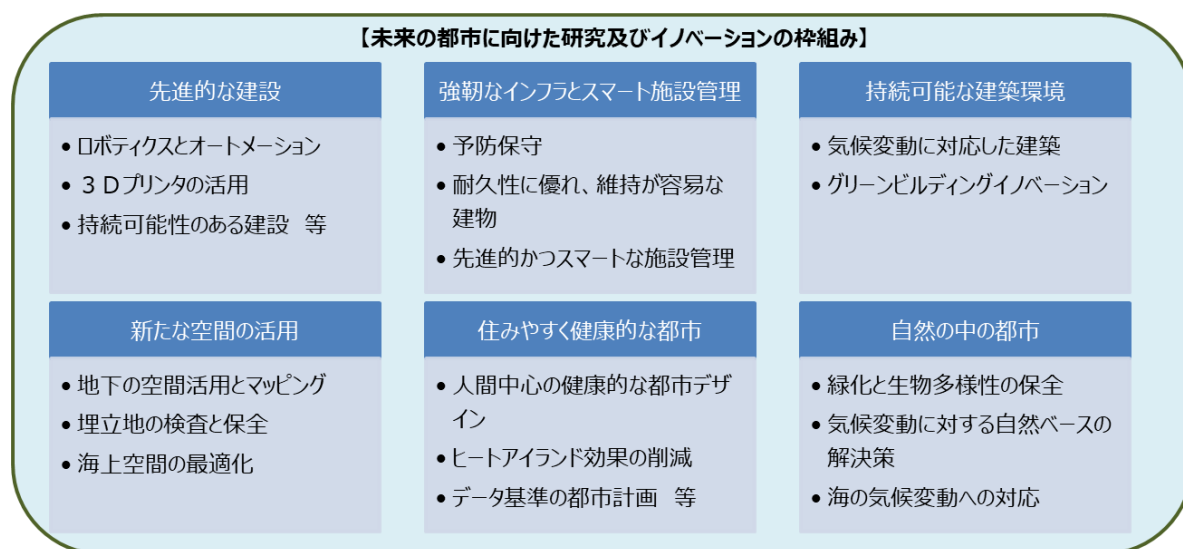 【未来の都市に向けた研究及びイノベーションの枠組み】
先進的な建設
• ロボティクスとオートメーション
• ３Ｄプリンタの活用
• 持続可能性のある建設　等
強靭なインフラとスマート施設管理
• 予防保守
• 耐久性に優れ、維持が容易な
建物
• 先進的かつスマートな施設管理
持続可能な建築環境
• 気候変動に対応した建築
• グリーンビルディングイノベーション
新たな空間の活用
• 地下の空間活用とマッピング
• 埋立地の検査と保全
• 海上空間の最適化
住みやすく健康的な都市
• 人間中心の健康的な都市デザ
イン
• ヒートアイランド効果の削減
• データ基準の都市計画　等
自然の中の都市
• 緑化と生物多様性の保全
• 気候変動に対する自然ベースの
解決策
• 海の気候変動への対応